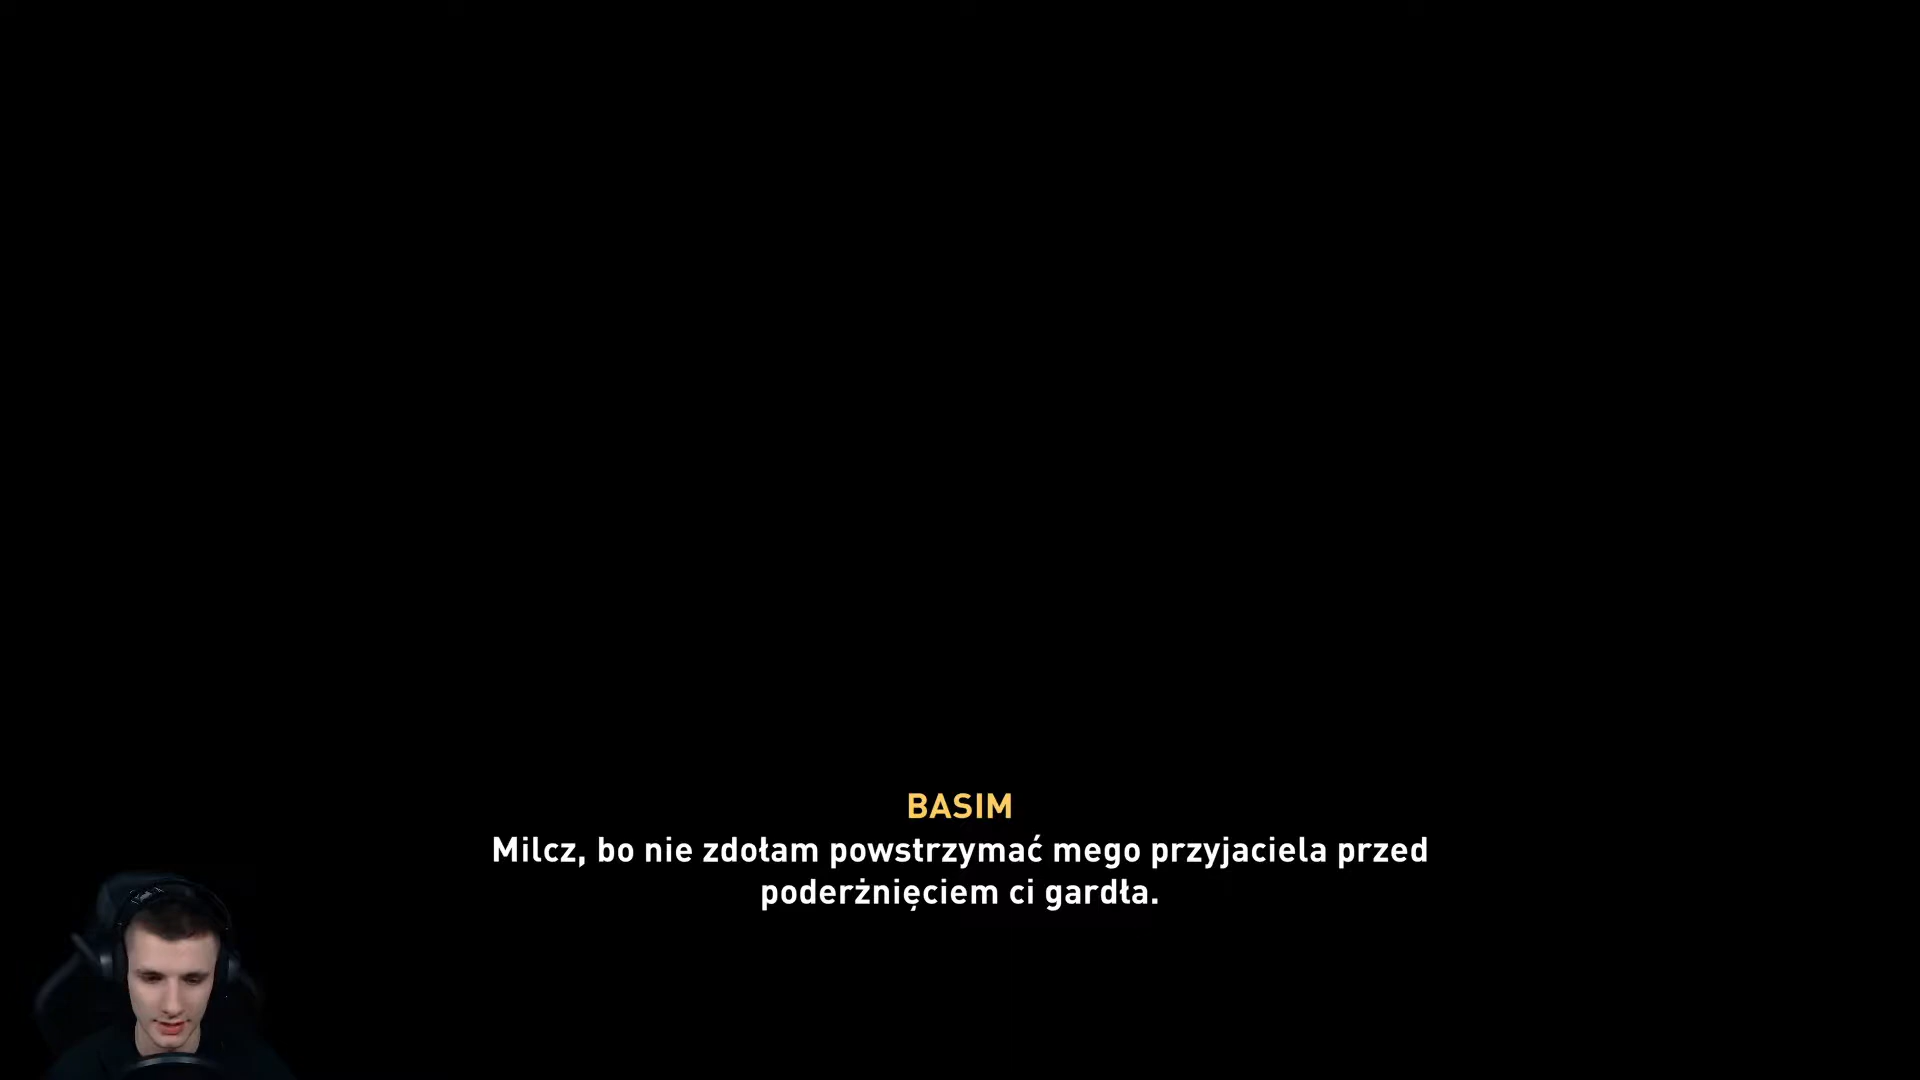 BASIM
Milcz, bo nie zdołam powstrzymać mego przyjaciela przed
poderżnięciem ci gardła.